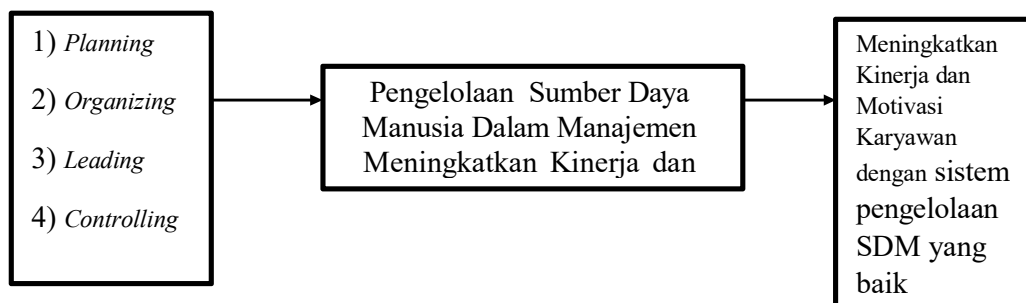 1) Planning
2) Organizing
3) Leading
4) Controlling
Pengelolaan Sumber Daya
Manusia Dalam Manajemen
Meningkatkan Kinerja dan
Meningkatkan
Kinerja dan
Motivasi
Karyawan
dengan sistem
pengelolaan
SDM yang
baik